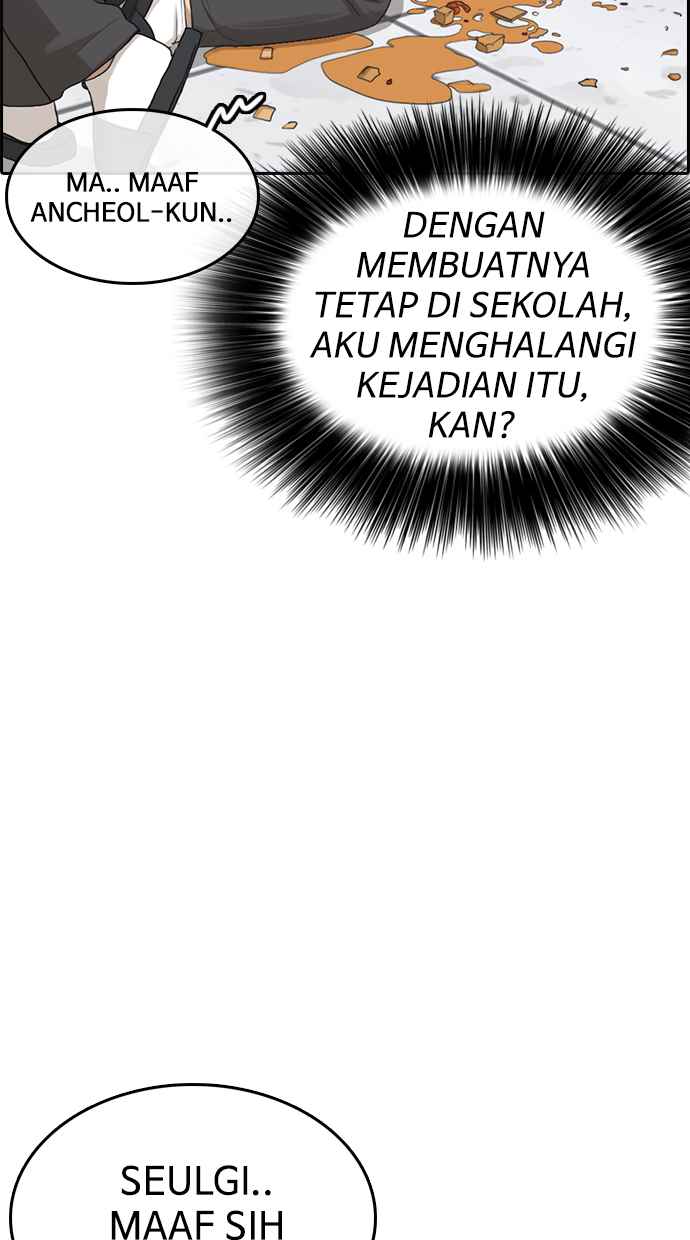 MA.. MAAF
ANCHEOL-KUN..
DENGAN
MEMBUATNYA
TETAP DI SEKOLAH,
AKU MENGHALANGI
KEJADIAN ITU,
KAN?
SEULGI..
MAAF SIH